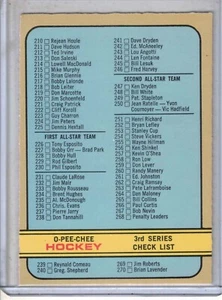 210 Rejean Houle
211 Dave Hudson
212 Ted Irvine
213 Don Saleski
214 Lowell MacDonald
215 Mike Murphy
216 Brian Glennie
217 Bobby Lalonde
218 Bob Leiter
219 Don Marcotte
220 Jim Schoenfeld
221 Craig Patrick
222 Cliff Koroll
223 Guy Charron
224 Jim Peters
225 Dennis Hextall
FIRST ALL-STAR TEAM
226 Tony Esposito
227 Bobby Orr — Brad Park
228 Bobby Hull
229 Rod Gilbert
230 Phil Esposito
231 Claude Larose
232 Jim Mair
233 Bobby Rousseau
234 Brent Hughes
235
236 Chris Evans
237 Pierre Jarry
238 Don Tannahill
241 Dave Dryden
242 Ed. McAneeley
243 Lou Angotti
244 Len Fontaine
245 Bill Lesuk
246 Fred Harvey
SECOND ALL-STAR TEAM
247 Ken Dryden
248 Bill White
249 Pat. Stapleton
250 Jean Ratelle — Yvon Cournoyer — Vic Hadfield
251 Henri Richard
252 Bryan Lefley
253 Stanley Cup
254 Steve Vickers
255 Wayne Hillman
256 Ken
257 Kevin O'Shea
258 Ron Low
259 Don Lever
260 Randy Manery
261 Ed Johnston
262 Craig Ramsay
263 Pete Laframboise
264 Dan Maloney
265 Bill Collins
266 Paul Curtis
267 Bob Nevin
268 Penalty Leaders
O-PEE-CHEE
HOCKEY
3rd SERIES
CHECK LIST
239 Reynald Comeau
240 Greg. Sheppard
269 Jim Roberts
270 Brian Lavender